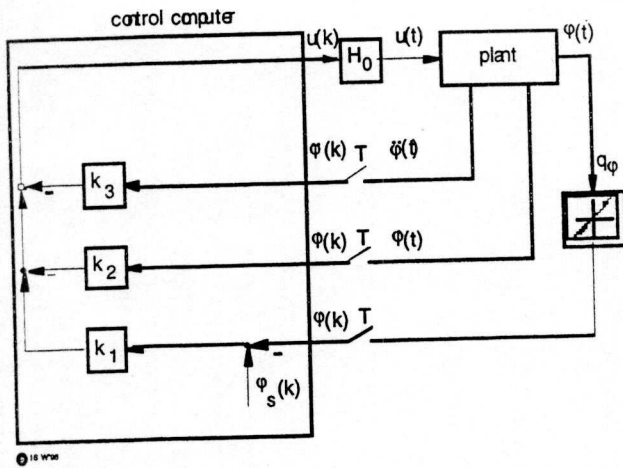 control computer
u(k)
H0
u(t)
plant
φ(t)
φ(k) T φ̈(t)
k3
qφ
φ(k) T φ(t)
k2
φ(k) T
k1
φs(k)